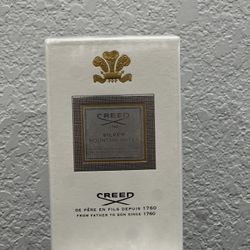 CREED
SILVER
MOUNTAIN WATER
CREED
DE PÈRE EN FILS DEPUIS 1760
FROM FATHER TO SON SINCE 1760